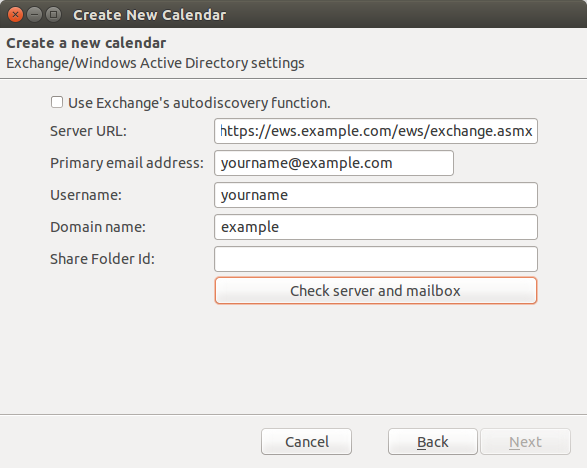 Create New Calendar
Create a new calendar
Exchange/Windows Active Directory settings
Use Exchange's autodiscovery function.
Server URL: https://ews.example.com/ews/exchange.asmx
Primary email address: yourname@example.com
Username: yourname
Domain name: example
Share Folder Id:
Check server and mailbox
Cancel Back Next